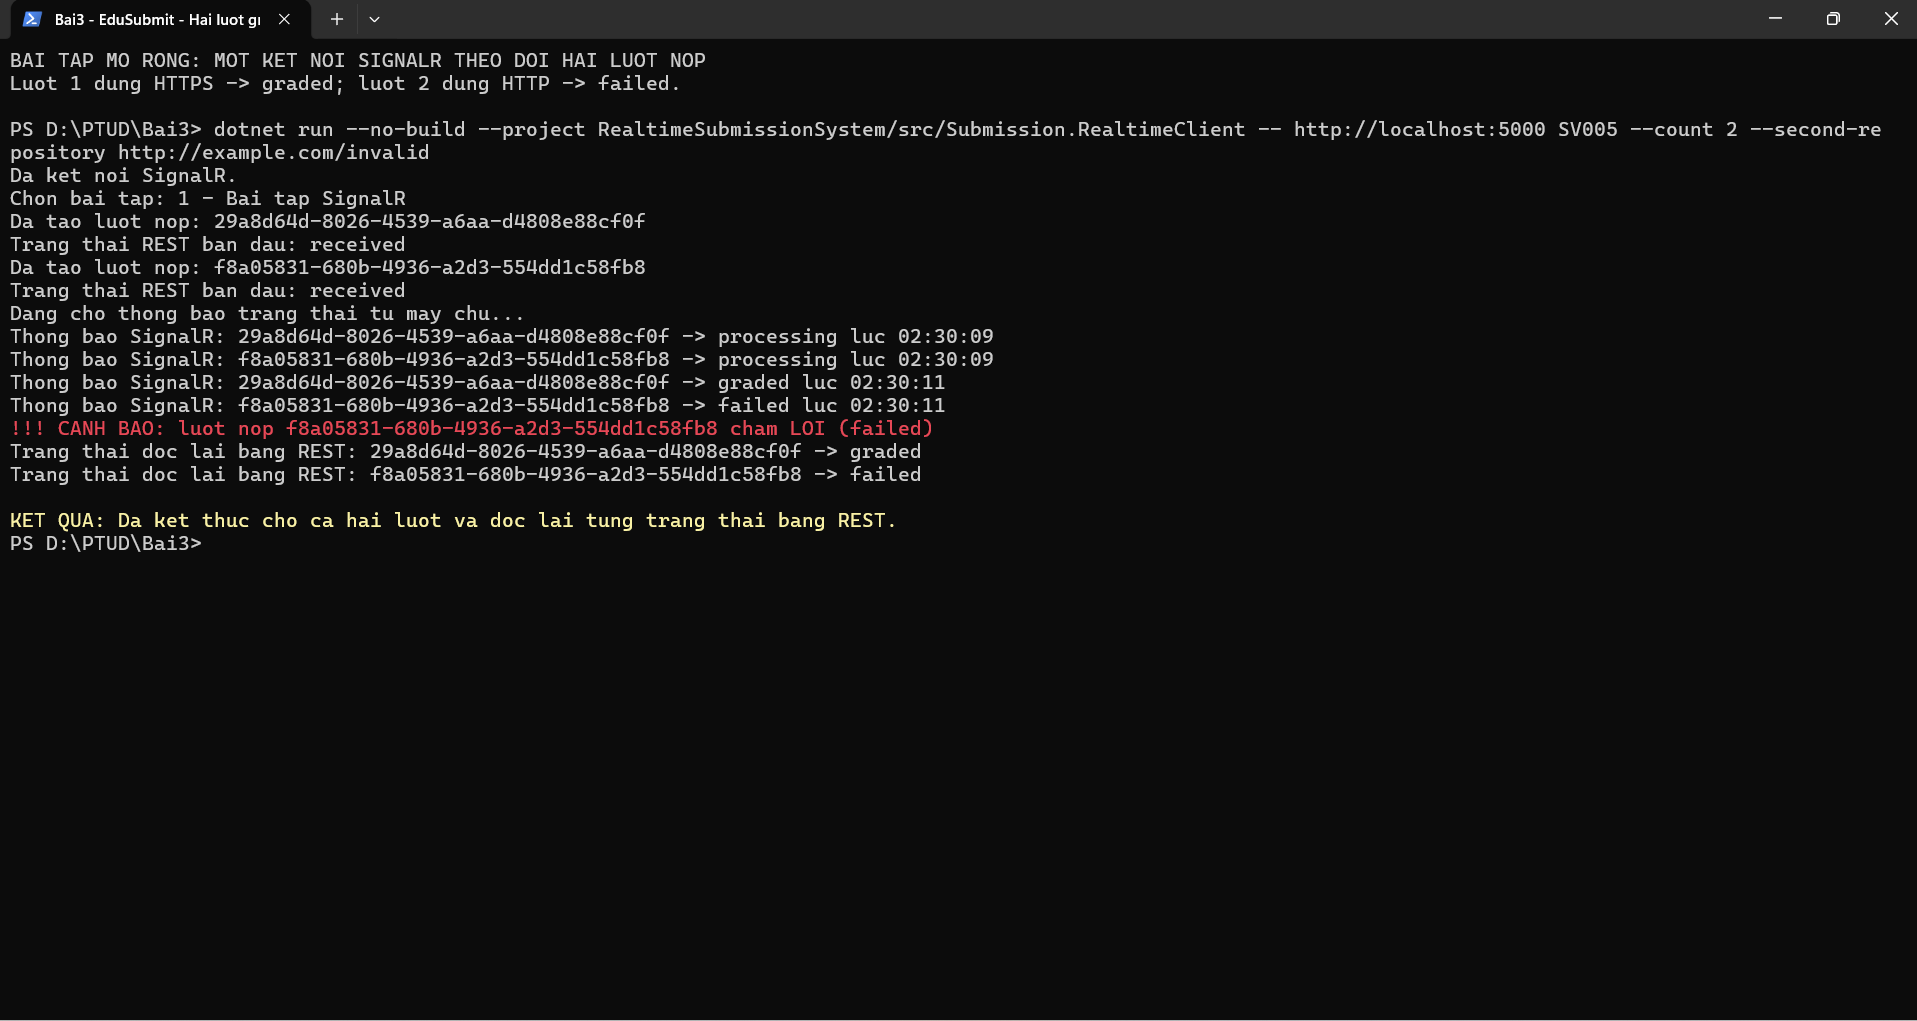 Bai3 - EduSubmit - Hai luot gı
BAI TAP MO RONG: MOT KET NOI SIGNALR THEO DOI HAI LUOT NOP
Luot 1 dung HTTPS -> graded; luot 2 dung HTTP -> failed.
PS D:\PTUD\Bai3> dotnet run --no-build --project RealtimeSubmissionSystem/src/Submission.RealtimeClient -- http://localhost:5000 SV005 --count 2 --second-re
pository http://example.com/invalid
Da ket noi SignalR.
Chon bai tap: 1 - Bai tap SignalR
Da tao luot nop: 29a8d64d-8026-4539-a6aa-d4808e88cf0f
Trang thai REST ban dau: received
Da tao luot nop: f8a05831-680b-4936-a2d3-554dd1c58fb8
Trang thai REST ban dau: received
Dang cho thong bao trang thai tu may chu...
Thong bao SignalR: 29a8d64d-8026-4539-a6aa-d4808e88cf0f -> processing luc 02:30:09
Thong bao SignalR: f8a05831-680b-4936-a2d3-554dd1c58fb8 -> processing luc 02:30:09
Thong bao SignalR: 29a8d64d-8026-4539-a6aa-d4808e88cf0f -> graded luc 02:30:11
Thong bao SignalR: f8a05831-680b-4936-a2d3-554dd1c58fb8 -> failed luc 02:30:11
!!! CANH BAO: luot nop f8a05831-680b-4936-a2d3-554dd1c58fb8 cham LOI (failed)
Trang thai doc lai bang REST: 29a8d64d-8026-4539-a6aa-d4808e88cf0f -> graded
Trang thai doc lai bang REST: f8a05831-680b-4936-a2d3-554dd1c58fb8 -> failed
KET QUA: Da ket thuc cho ca hai luot va doc lai tung trang thai bang REST.
PS D:\PTUD\Bai3>